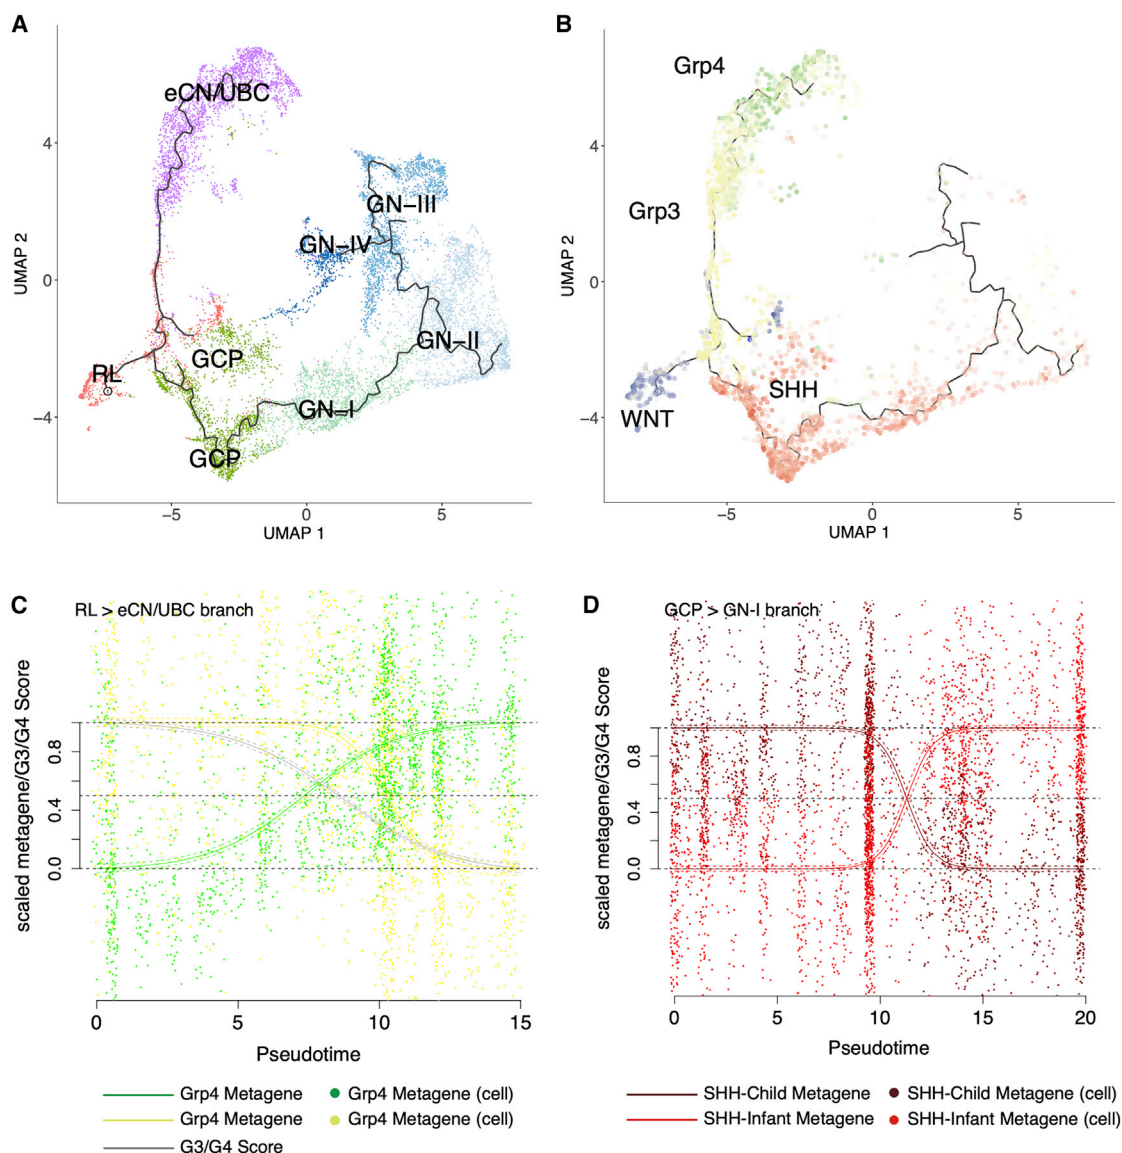 A
eCN/UBC
GN-III
GN-IV
GN-II
GCP
RL
GN-I
GCP
4
0
−4
UMAP 2
−5
0
5
UMAP 1
B
Grp4
Grp3
SHH
WNT
4
0
−4
UMAP 2
−5
0
5
UMAP 1
C
RL > eCN/UBC branch
scaled metagene/G3/G4 Score
0.8
0.4
0.0
0
5
10
15
Pseudotime
Grp4 Metagene
Grp4 Metagene (cell)
Grp4 Metagene
Grp4 Metagene (cell)
G3/G4 Score
D
GCP > GN-I branch
scaled metagene/G3/G4 Score
0.8
0.4
0.0
0
5
10
15
20
Pseudotime
SHH-Child Metagene
SHH-Child Metagene (cell)
SHH-Infant Metagene
SHH-Infant Metagene (cell)